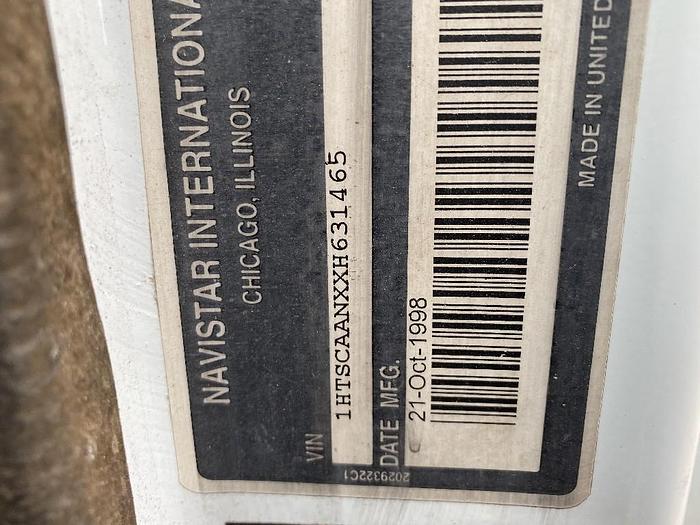 NAVISTAR INTERNATIONA
CHICAGO, ILLINOIS
VIN 1HTSCAANXXH631465
DATE MFG. 21-Oct-1998
MADE IN UNITED
2029322C1